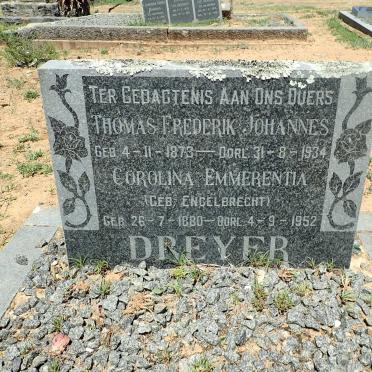 TER GEDAGTENIS AAN ONS OUERS
THOMAS FREDERIK JOHANNES
GEB. 4-11-1873 — OORL. 31-8-1934
COROLINA EMMERENTIA
(GEB. ENGELBRECHT)
GEB. 26-7-1880 — OORL. 4-9-1952
DREYER